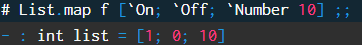 # List.map f [`On; `Off; `Number 10] ;;
- : int list = [1; 0; 10]